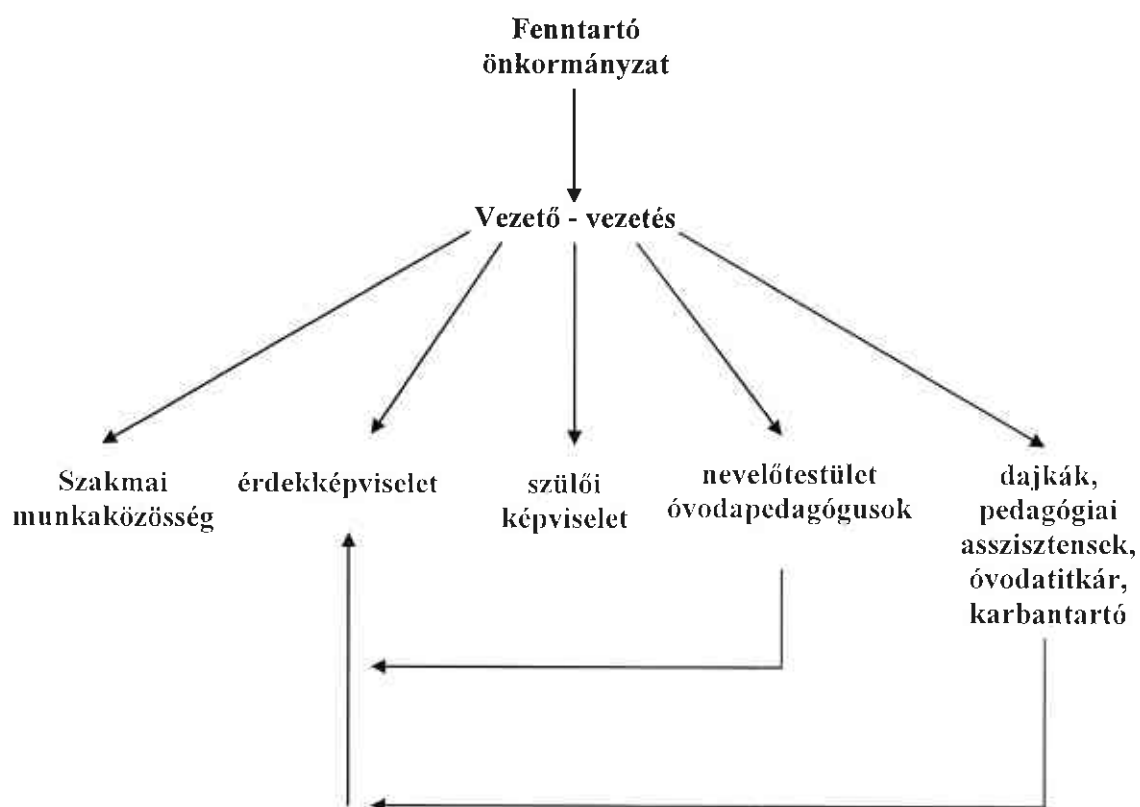 Fenntartó
önkormányzat
Vezető - vezetés
Szakmai
munkaközösség
érdekképviselet
szülői
képviselet
nevelőtestület
óvodapedagógusok
dajkák,
pedagógiai
asszisztensek,
óvodatitkár,
karbantartó